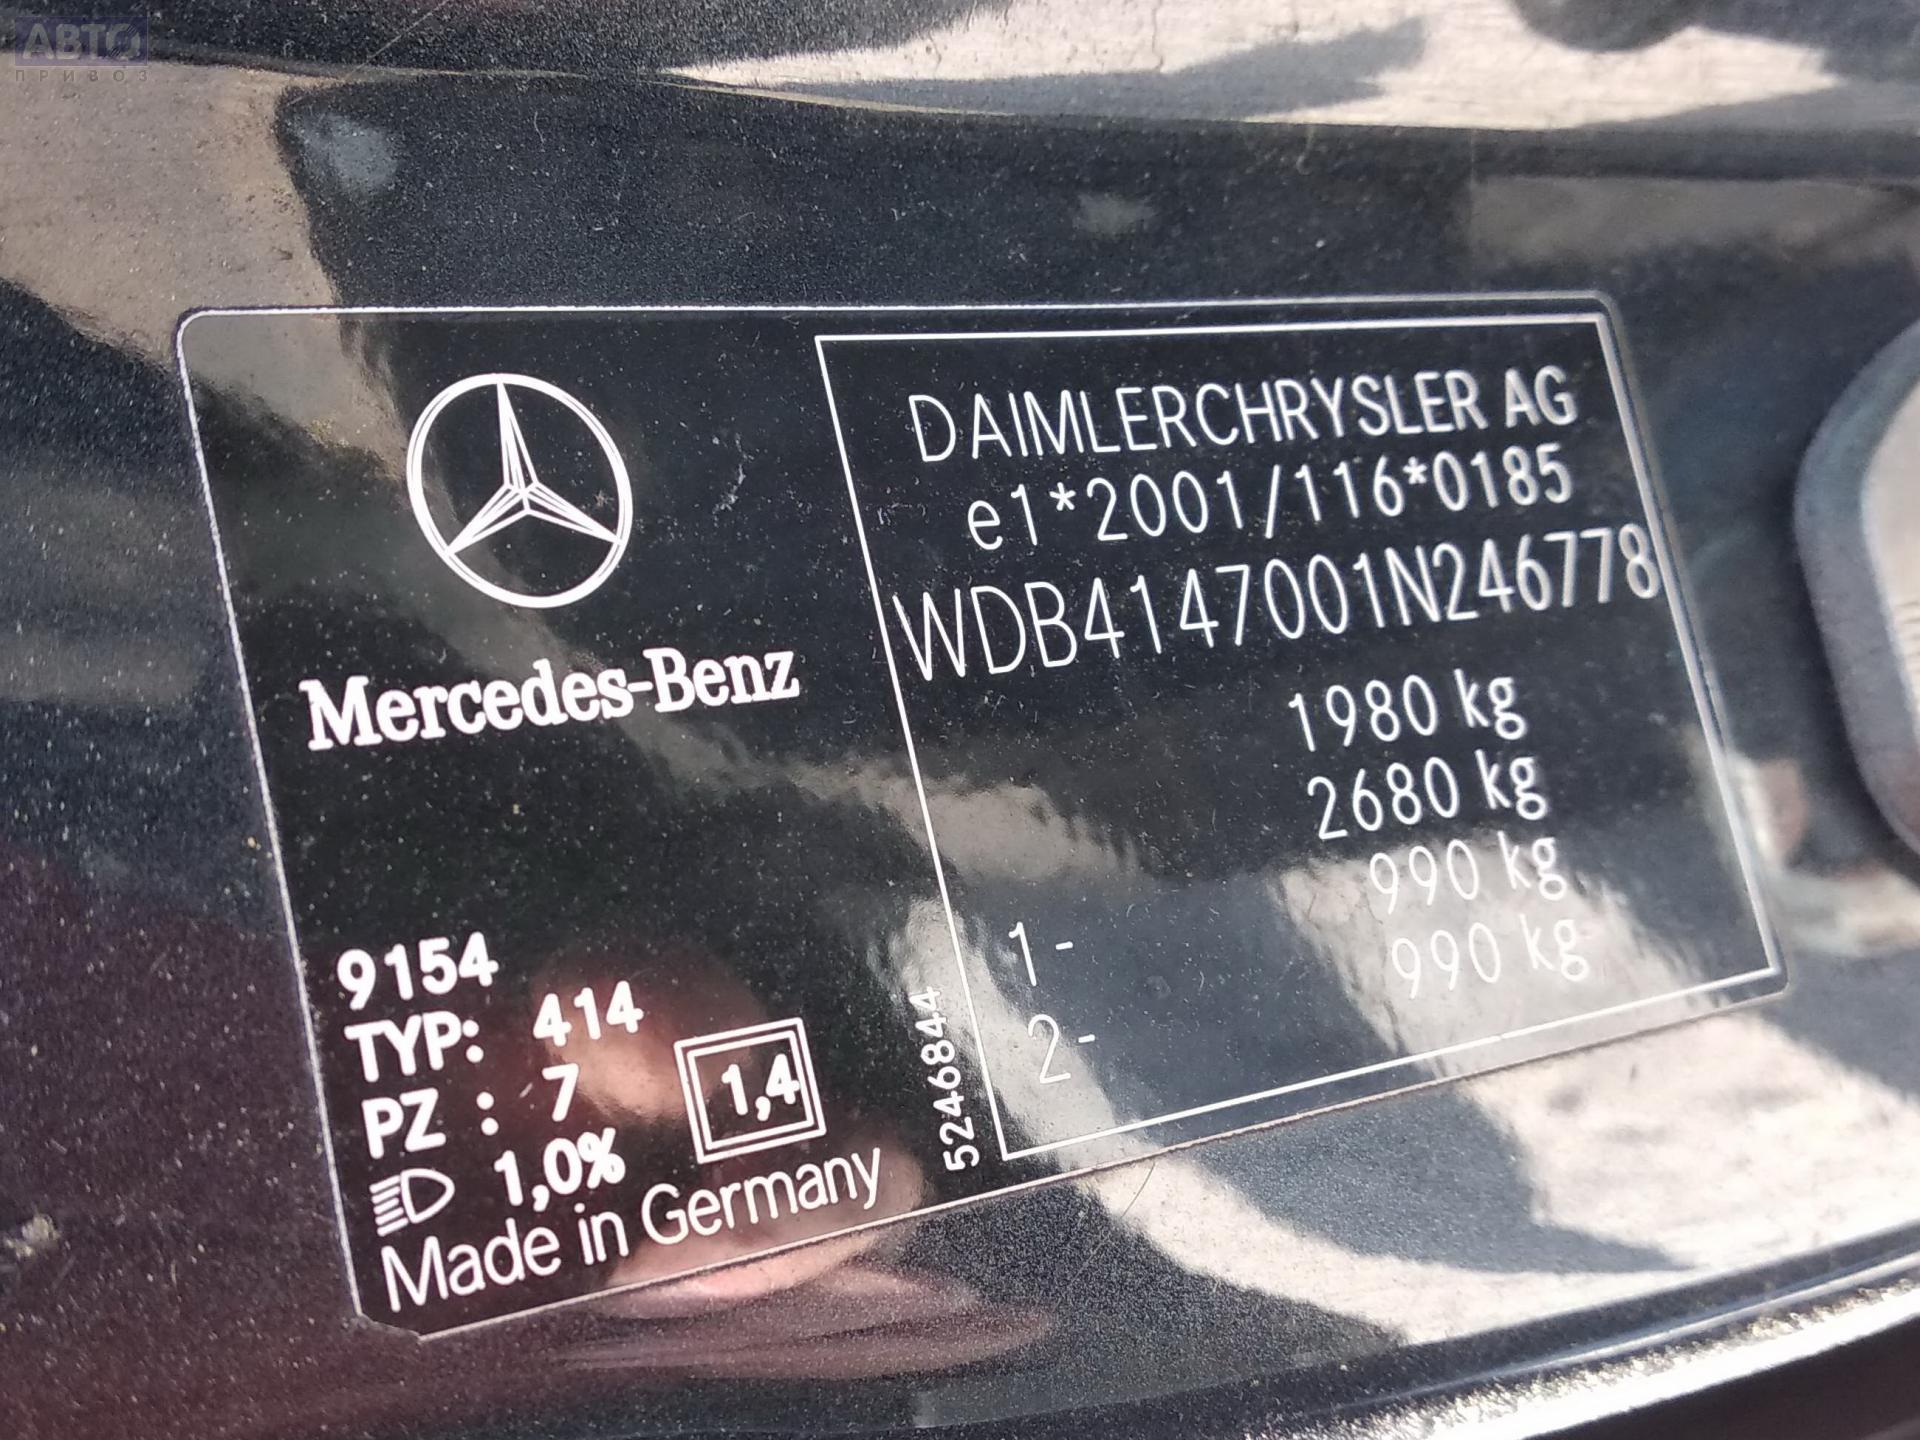 АВТО
ПРИВОЗ
Mercedes-Benz
9154
TYP: 414
PZ : 7
1,0%
1,4
Made in Germany
5246844
DAIMLERCHRYSLER AG
e1*2001/116*0185
WDB4147001N246778
1980 kg
2680 kg
1- 990 kg
2- 990 kg